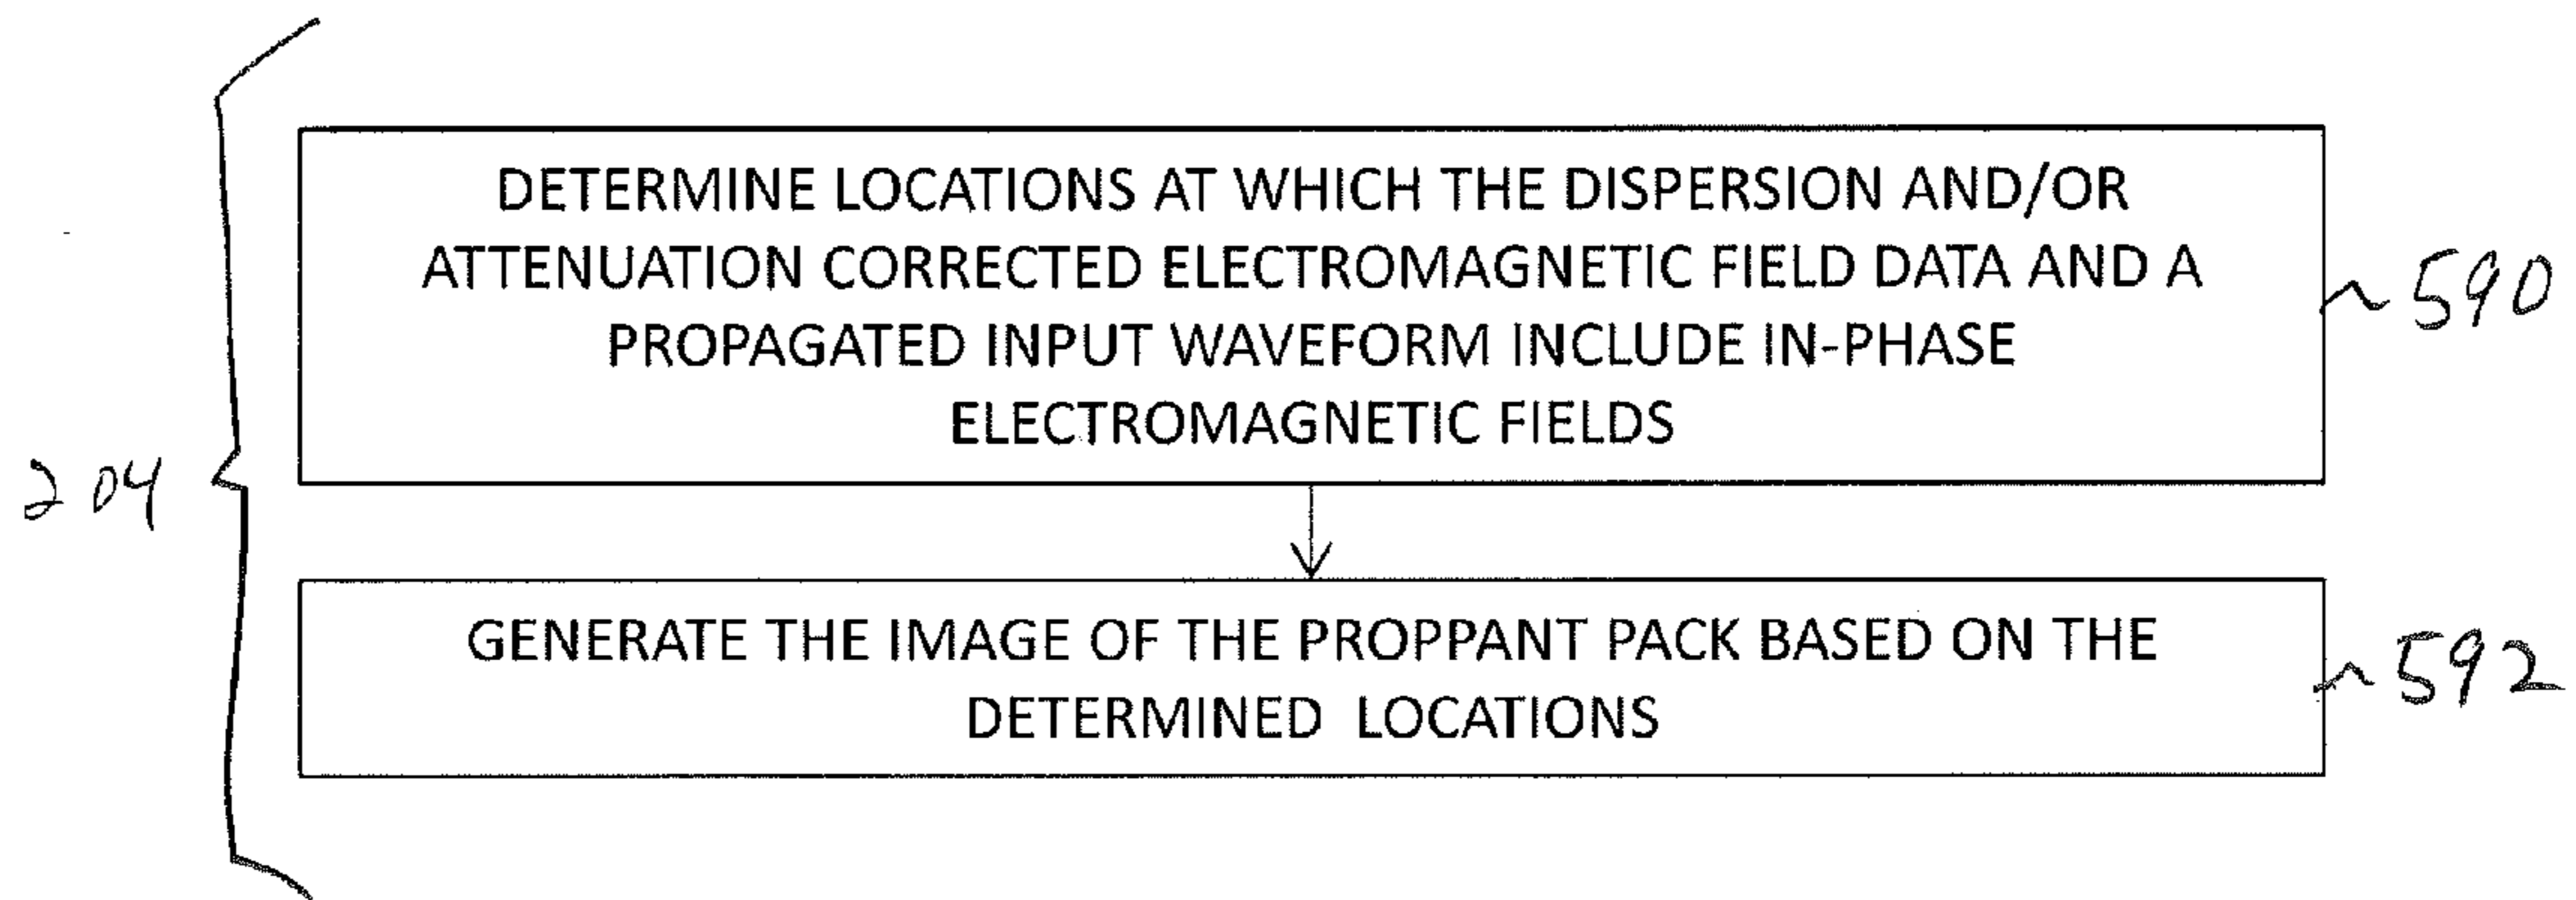 DETERMINE LOCATIONS AT WHICH THE DISPERSION AND/OR
ATTENUATION CORRECTED ELECTROMAGNETIC FIELD DATA AND A
PROPAGATED INPUT WAVEFORM INCLUDE IN-PHASE
ELECTROMAGNETIC FIELDS
590
204
GENERATE THE IMAGE OF THE PROPPANT PACK BASED ON THE
DETERMINED LOCATIONS
592